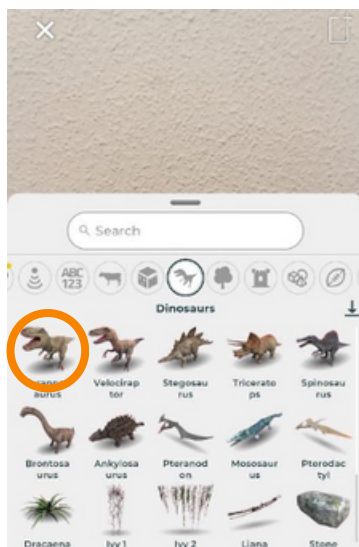 Search
ABC
123
Dinosaurs
aurus
Velocirap
tor
Stegosau
rus
Tricerato
ps
Spinosau
rus
Brontosa
urus
Ankylosa
urus
Pteranod
on
Mososaur
us
Pterodac
tyl
Dracaena
Ivy 1
Ivy 2
Liana
Stone